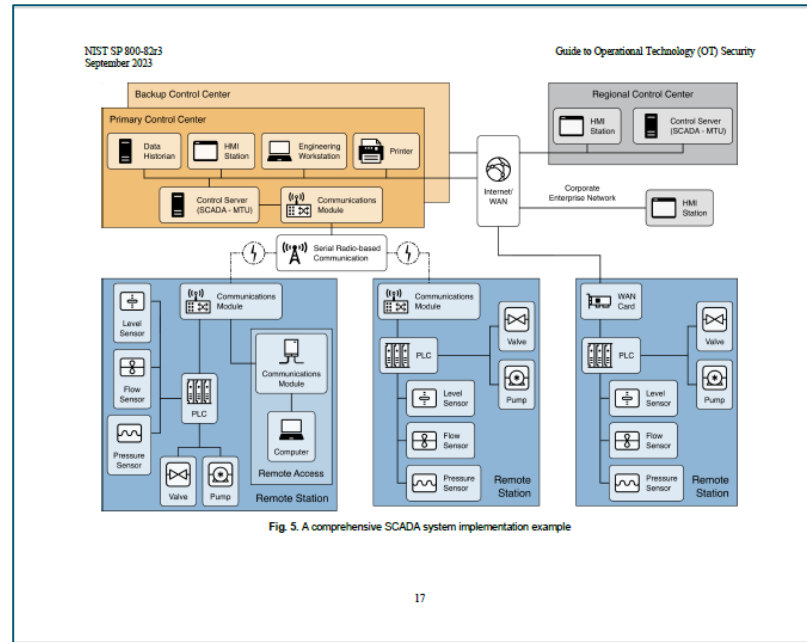 NIST SP 800-82r3
Guide to Operational Technology (OT) Security
September 2023
Backup Control Center
Primary Control Center
Data
Historian
HMI
Station
Engineering
Workstation
Printer
Control Server
(SCADA - MTU)
Communications
Module
Internet/
WAN
Regional Control Center
HMI
Station
Control Server
(SCADA - MTU)
Corporate
Enterprise Network
HMI
Station
Serial Radio-based
Communication
Communications
Module
Level
Sensor
Flow
Sensor
Pressure
Sensor
PLC
Valve
Pump
Communications
Module
Computer
Remote Access
Remote Station
Communications
Module
PLC
Valve
Pump
Level
Sensor
Flow
Sensor
Pressure
Sensor
Remote
Station
WAN
Card
PLC
Valve
Pump
Level
Sensor
Flow
Sensor
Pressure
Sensor
Remote
Station
Fig. 5. A comprehensive SCADA system implementation example
17